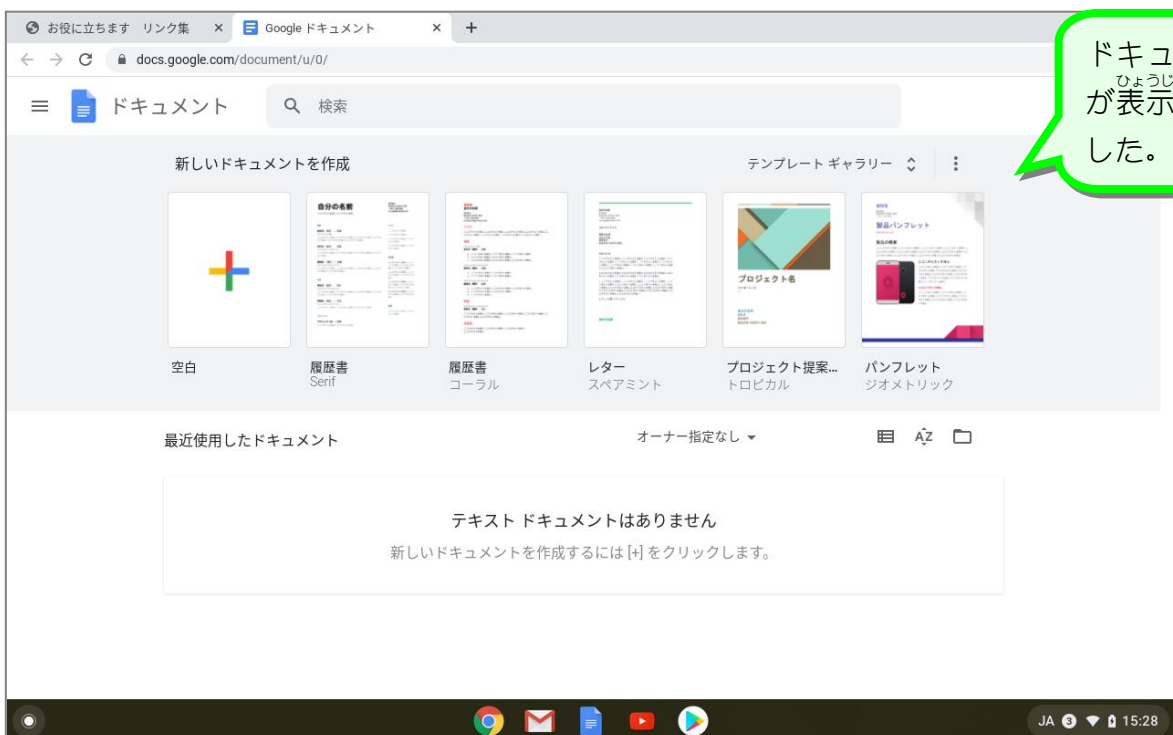 お役に立ちます リンク集
Google ドキュメント
docs.google.com/document/u/0/
ドキュ
ひょうじ
が表示
した。
ドキュメント
検索
新しいドキュメントを作成
テンプレート ギャラリー
自分の名前
プロジェクト名
製品パンフレット
空白
履歴書
Serif
履歴書
コーラル
レター
スペアミント
プロジェクト提案...
トロピカル
パンフレット
ジオメトリック
最近使用したドキュメント
オーナー指定なし
AZ
テキスト ドキュメントはありません
新しいドキュメントを作成するには [+] をクリックします。
JA 3 15:28